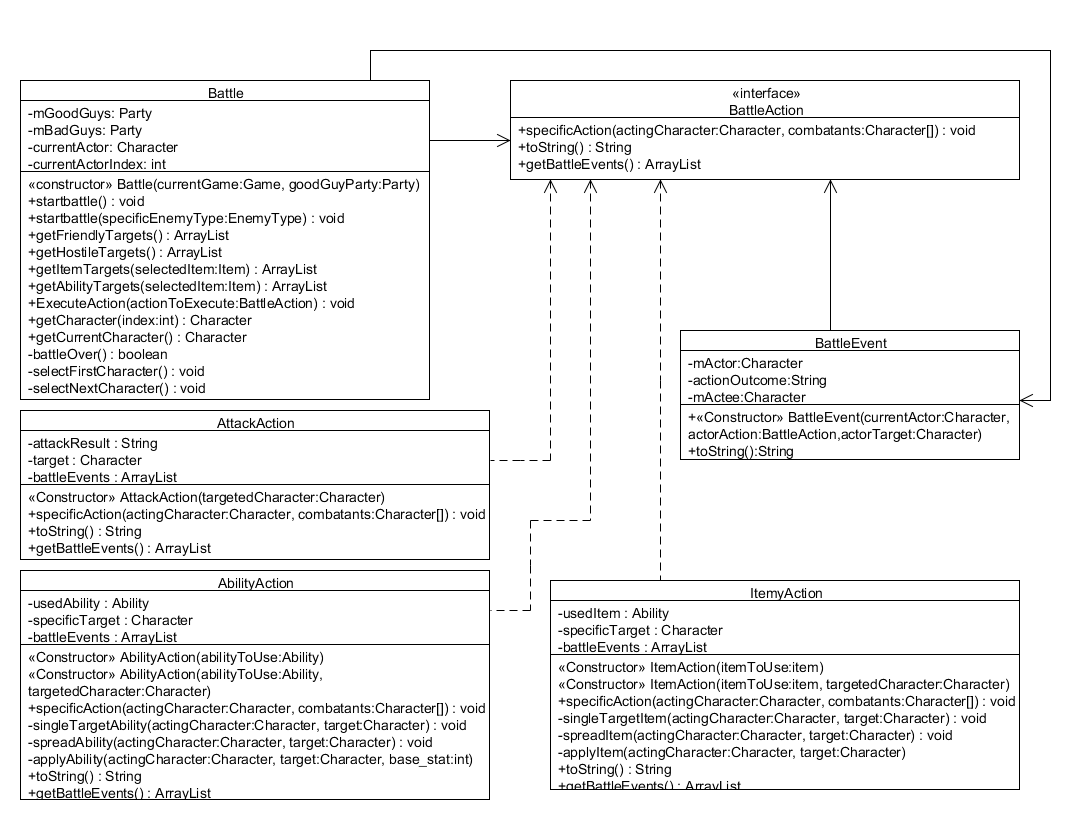 Battle
-mGoodGuys: Party
-mBadGuys: Party
-currentActor: Character
-currentActorIndex: int
«constructor» Battle(currentGame:Game, goodGuyParty:Party)
+startbattle() : void
+startbattle(specificEnemyType:EnemyType) : void
+getFriendlyTargets() : ArrayList
+getHostileTargets() : ArrayList
+getItemTargets(selectedItem:Item) : ArrayList
+getAbilityTargets(selectedItem:Item) : ArrayList
+ExecuteAction(actionToExecute:BattleAction) : void
+getCharacter(index:int) : Character
+getCurrentCharacter() : Character
-battleOver() : boolean
-selectFirstCharacter() : void
-selectNextCharacter() : void
«interface»
BattleAction
+specificAction(actingCharacter:Character, combatants:Character[]) : void
+toString() : String
+getBattleEvents() : ArrayList
BattleEvent
-mActor:Character
-actionOutcome:String
-mActee:Character
+«Constructor» BattleEvent(currentActor:Character,
actorAction:BattleAction,actorTarget:Character)
+toString():String
AttackAction
-attackResult : String
-target : Character
-battleEvents : ArrayList
«Constructor» AttackAction(targetedCharacter:Character)
+specificAction(actingCharacter:Character, combatants:Character[]) : void
+toString() : String
+getBattleEvents() : ArrayList
AbilityAction
-usedAbility : Ability
-specificTarget : Character
-battleEvents : ArrayList
«Constructor» AbilityAction(abilityToUse:Ability)
«Constructor» AbilityAction(abilityToUse:Ability,
targetedCharacter:Character)
+specificAction(actingCharacter:Character, combatants:Character[]) : void
-singleTargetAbility(actingCharacter:Character, target:Character) : void
-spreadAbility(actingCharacter:Character, target:Character) : void
-applyAbility(actingCharacter:Character, target:Character, base_stat:int)
+toString() : String
+getBattleEvents() : ArrayList
ItemyAction
-usedItem : Ability
-specificTarget : Character
-battleEvents : ArrayList
«Constructor» ItemAction(itemToUse:item)
«Constructor» ItemAction(itemToUse:item, targetedCharacter:Character)
+specificAction(actingCharacter:Character, combatants:Character[]) : void
-singleTargetItem(actingCharacter:Character, target:Character) : void
-spreadItem(actingCharacter:Character, target:Character) : void
-applyItem(actingCharacter:Character, target:Character)
+toString() : String
+getBattleEvents() : ArrayList